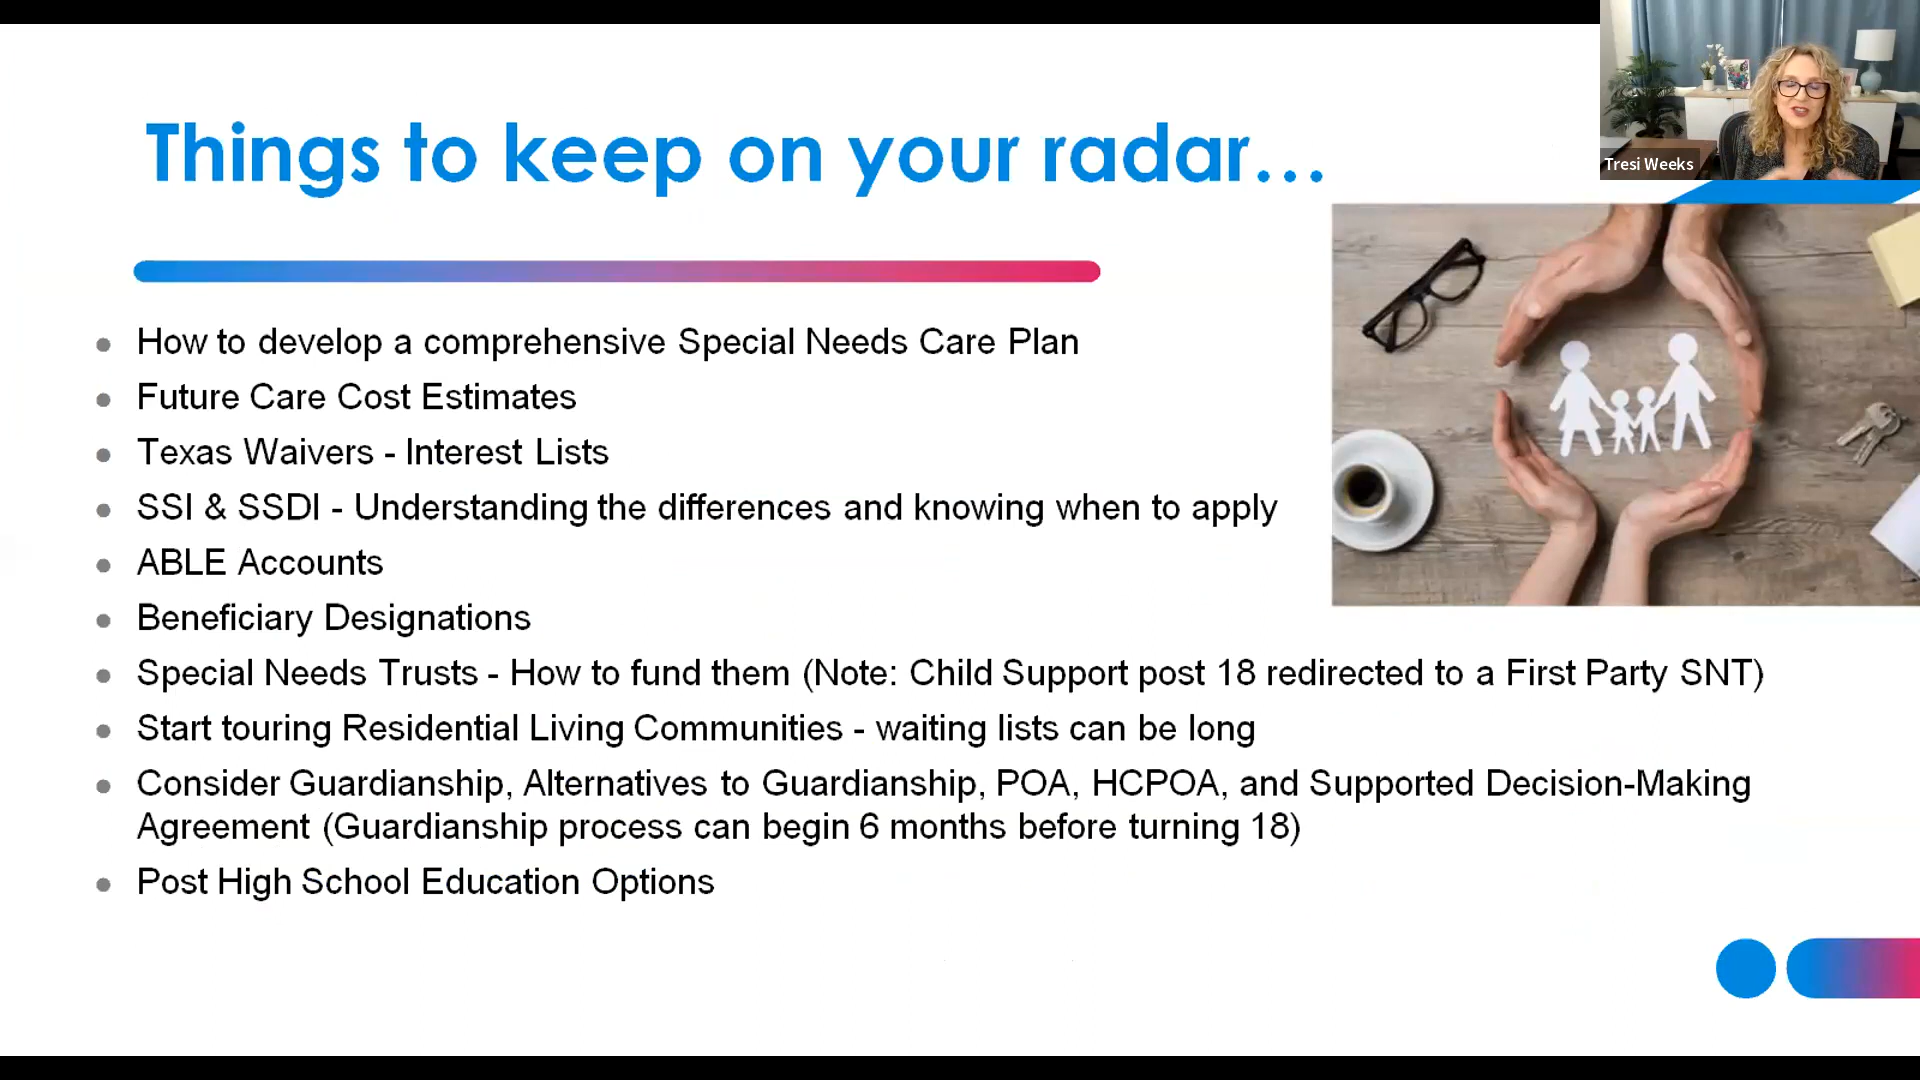 Things to keep on your radar...
Tresi Weeks
How to develop a comprehensive Special Needs Care Plan
Future Care Cost Estimates
Texas Waivers - Interest Lists
SSI & SSDI - Understanding the differences and knowing when to apply
ABLE Accounts
Beneficiary Designations
Special Needs Trusts - How to fund them (Note: Child Support post 18 redirected to a First Party SNT)
Start touring Residential Living Communities - waiting lists can be long
Consider Guardianship, Alternatives to Guardianship, POA, HCPOA, and Supported Decision-Making
Agreement (Guardianship process can begin 6 months before turning 18)
Post High School Education Options